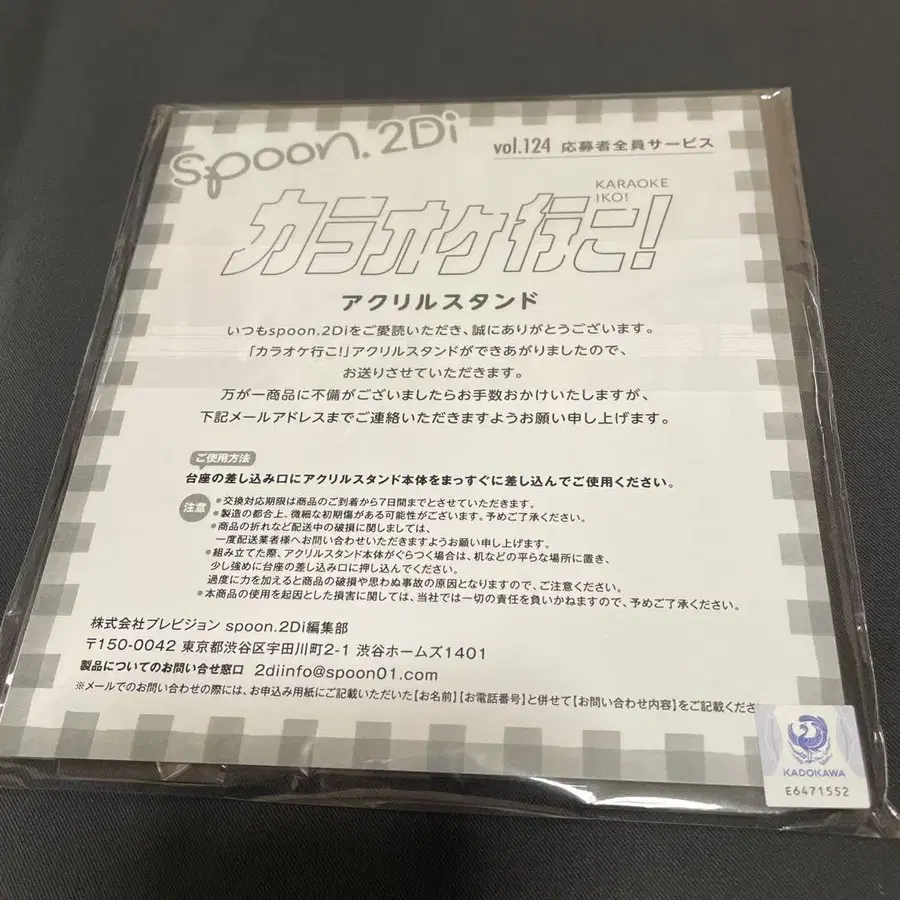 spoon.2Di
vol.124 応募者全員サービス
カラオケ行こ!
KARAOKE
IKO!
アクリルスタンド
いつもspoon.2Diをご愛読いただき、誠にありがとうございます。
「カラオケ行こ!」アクリルスタンドができあがりましたので、
お送りさせていただきます。
万が一商品に不備がございましたらお手数おかけいたしますが、
下記メールアドレスまでご連絡いただきますようお願い申し上げます。
ご使用方法
台座の差し込み口にアクリルスタンド本体をまっすぐに差し込んでご使用ください。
注意
●交換対応期限は商品のご到着から7日間までとさせていただきます。
●製造の都合上、微細な初期傷がある可能性がございます。予めご了承ください。
●商品の折れなど配送中の破損に関しましては、
一度配送業者様へお問い合わせいただきますようお願い申し上げます。
●組み立てた際、アクリルスタンド本体がぐらつく場合は、机などの平らな場所に置き、
少し強めに台座の差し込み口に押し込んでください。
過度に力を加えると商品の破損や思わぬ事故の原因となりますので、ご注意ください。
●本商品の使用を起因とした損害に関しては、当社では一切の責任を負いかねますので、予めご了承ください。
株式会社プレビジョン spoon.2Di編集部
〒150-0042 東京都渋谷区宇田川町2-1 渋谷ホームズ1401
製品についてのお問い合せ窓口 2diinfo@spoon01.com
※メールでのお問い合わせの際には、お申込み用紙にご記載いただいた【お名前】【お電話番号】と併せて【お問い合わせ内容】をご記載くださ
KADOKAWA
E6471552